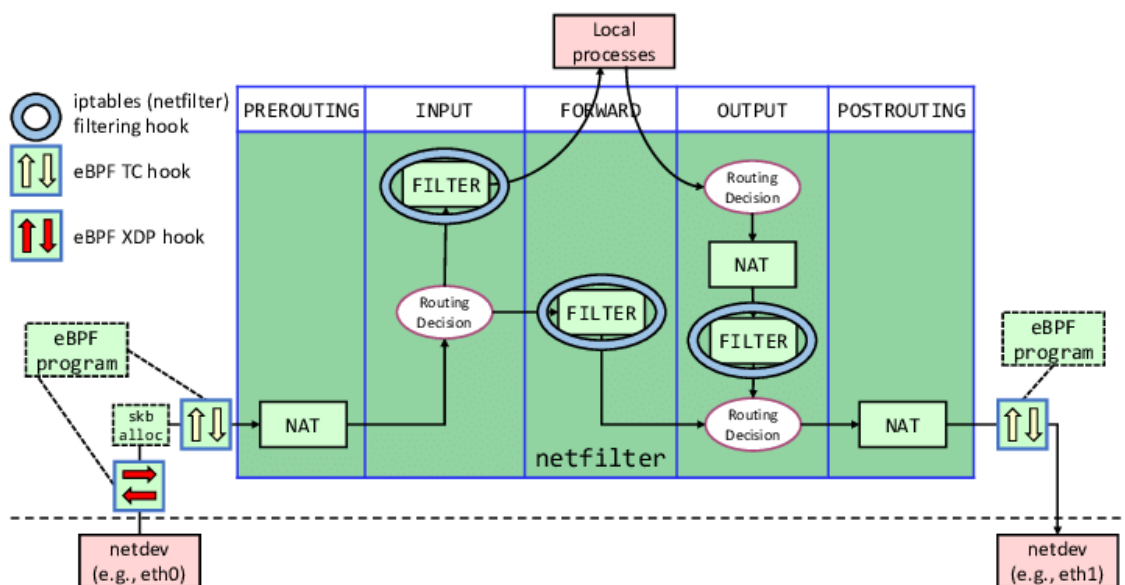 Local
processes
iptables (netfilter)
filtering hook
eBPF TC hook
eBPF XDP hook
PREROUTING
INPUT
FORWARD
OUTPUT
POSTROUTING
FILTER
Routing
Decision
NAT
Routing
Decision
FILTER
FILTER
eBPF
program
eBPF
program
skb
alloc
NAT
Routing
Decision
NAT
netfilter
netdev
(e.g., eth0)
netdev
(e.g., eth1)